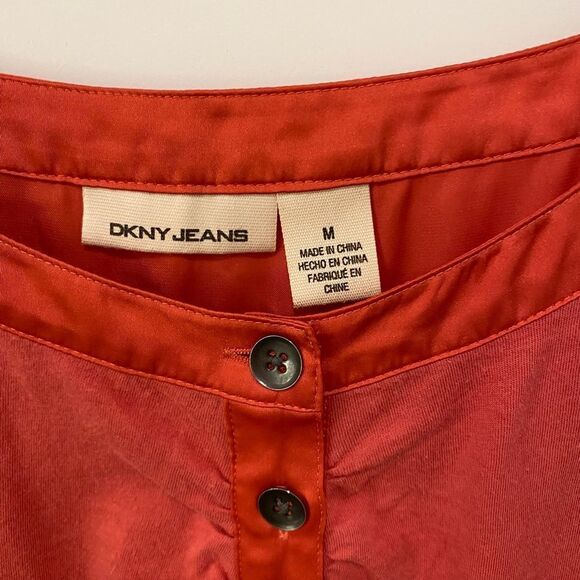 DKNY JEANS
M
MADE IN CHINA
HECHO EN CHINA
FABRIQUÉ EN
CHINE